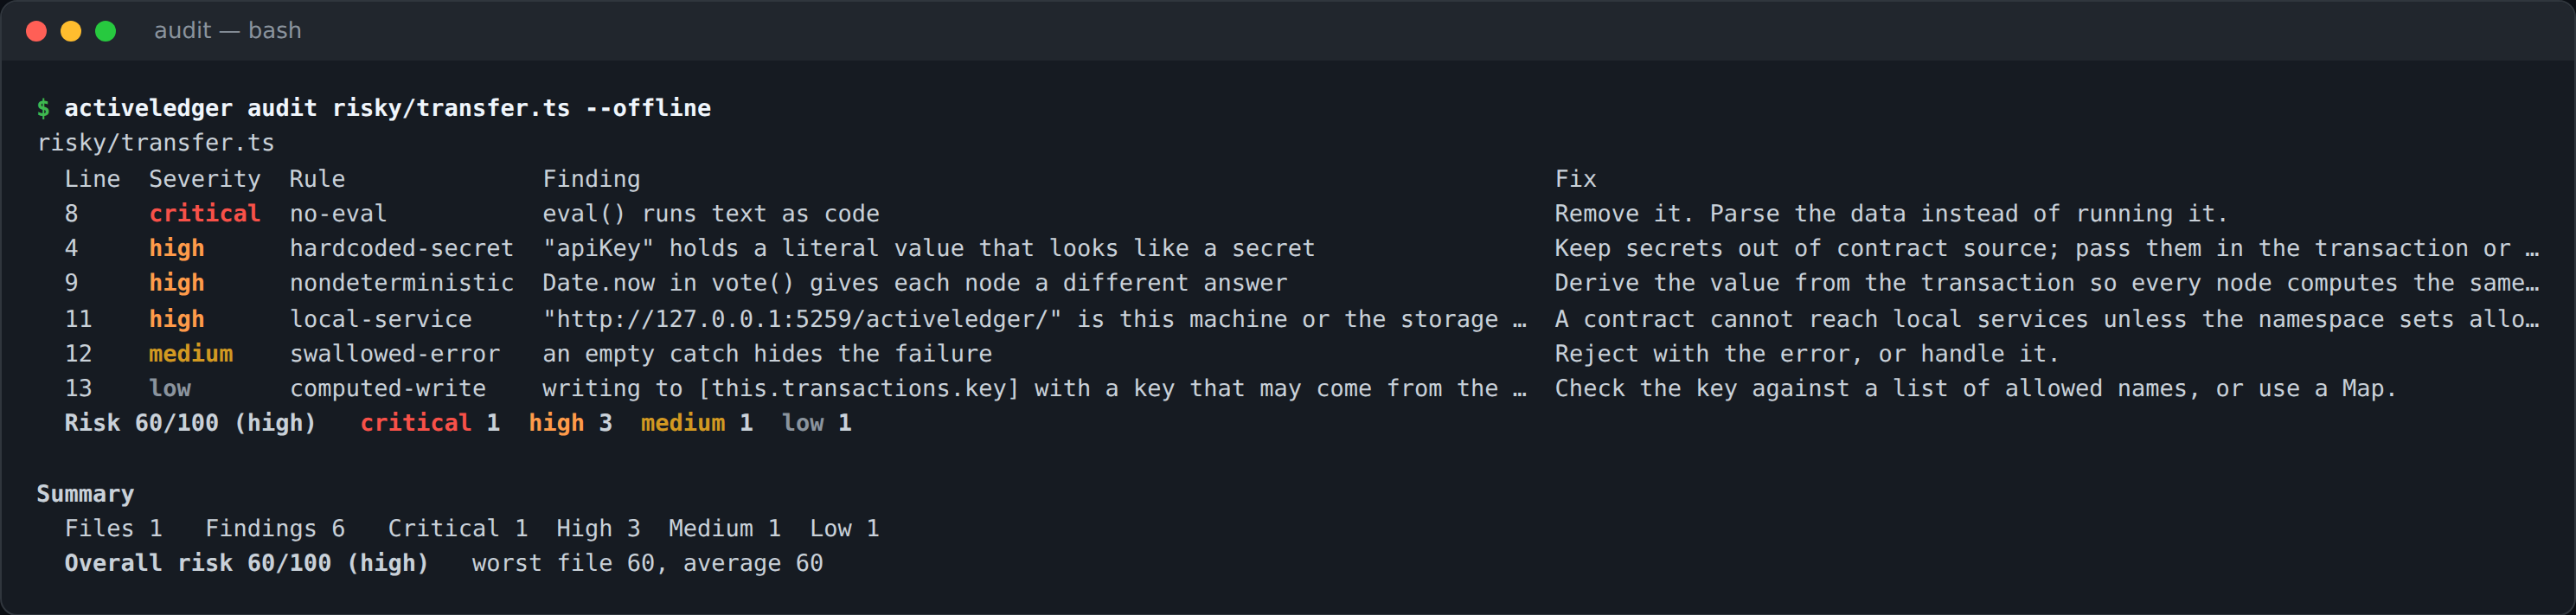 audit — bash
$ activeledger audit risky/transfer.ts --offline
risky/transfer.ts
  Line  Severity  Rule              Finding                                                                 Fix
  8     critical  no-eval           eval() runs text as code                                                Remove it. Parse the data instead of running it.
  4     high      hardcoded-secret  "apiKey" holds a literal value that looks like a secret                 Keep secrets out of contract source; pass them in the transaction or …
  9     high      nondeterministic  Date.now in vote() gives each node a different answer                   Derive the value from the transaction so every node computes the same…
  11    high      local-service     "http://127.0.0.1:5259/activeledger/" is this machine or the storage …  A contract cannot reach local services unless the namespace sets allo…
  12    medium    swallowed-error   an empty catch hides the failure                                        Reject with the error, or handle it.
  13    low       computed-write    writing to [this.transactions.key] with a key that may come from the …  Check the key against a list of allowed names, or use a Map.
  Risk 60/100 (high)   critical 1  high 3  medium 1  low 1
Summary
  Files 1   Findings 6   Critical 1  High 3  Medium 1  Low 1
  Overall risk 60/100 (high)   worst file 60, average 60